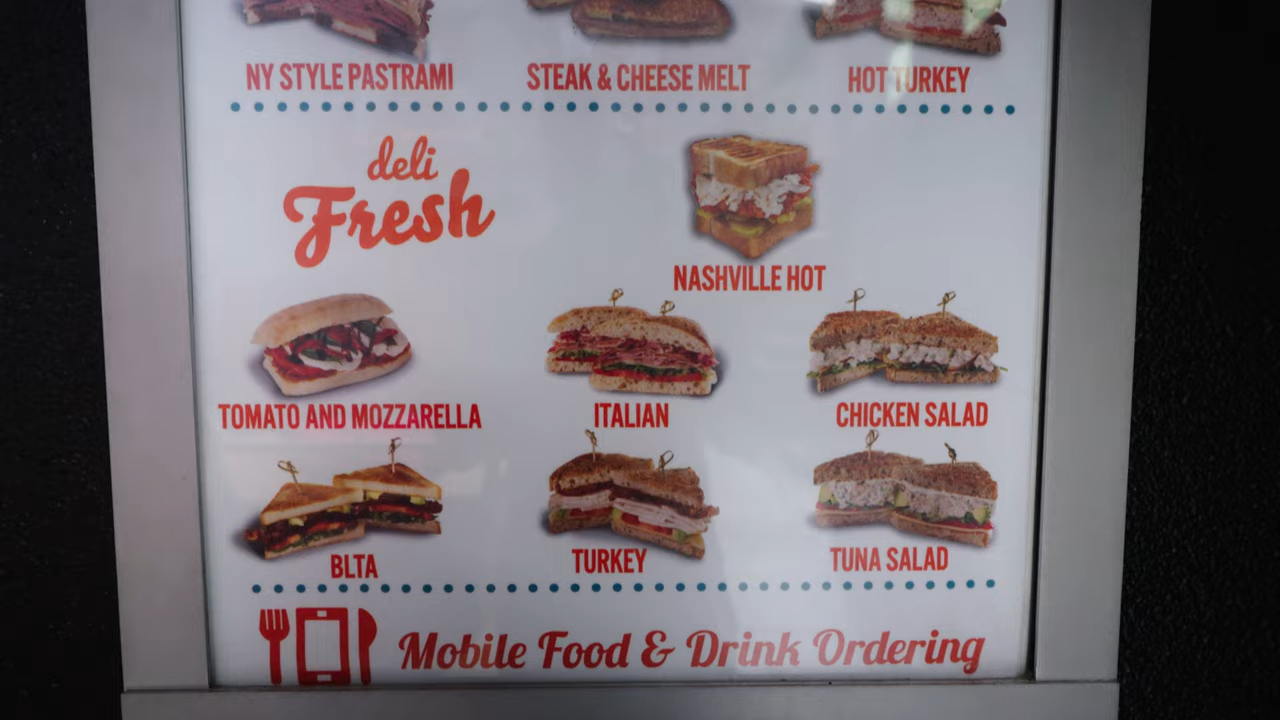 NY STYLE PASTRAMI
STEAK & CHEESE MELT
HOT TURKEY
deli
Fresh
NASHVILLE HOT
TOMATO AND MOZZARELLA
ITALIAN
CHICKEN SALAD
BLTA
TURKEY
TUNA SALAD
Mobile Food & Drink Ordering